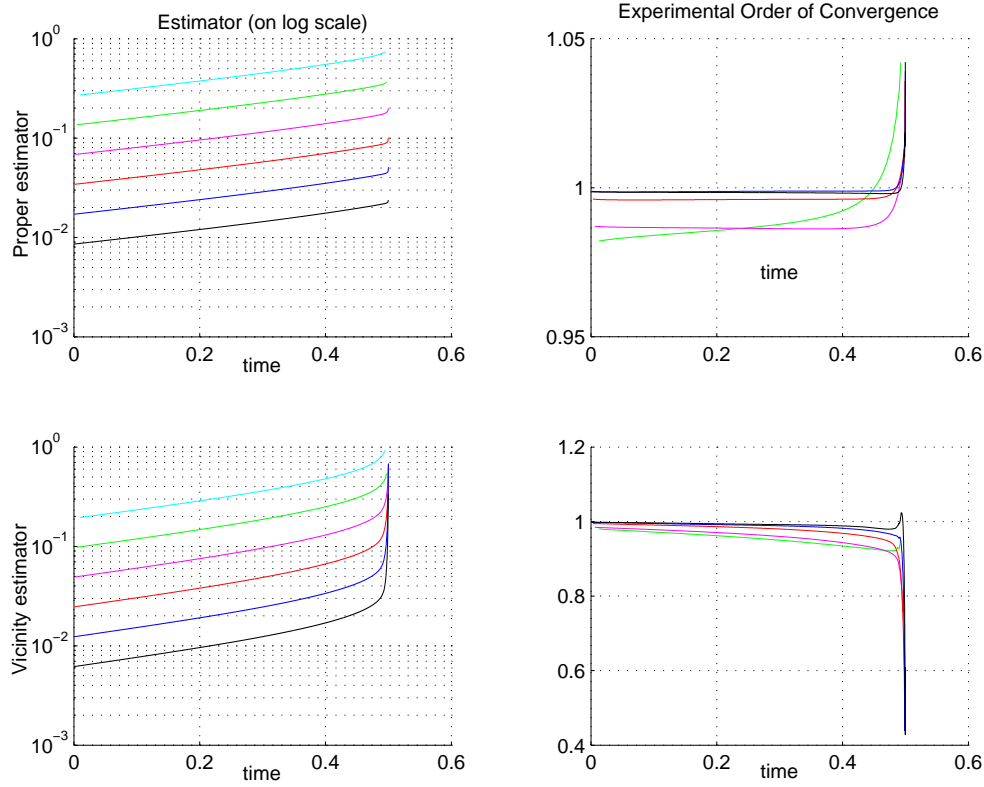 Estimator (on log scale)
Proper estimator
10^0
10^-1
10^-2
10^-3
0 0.2 0.4 0.6
time
Experimental Order of Convergence
1.05
1
0.95
time
0 0.2 0.4 0.6
Vicinity estimator
10^0
10^-1
10^-2
10^-3
0 0.2 0.4 0.6
time
1.2
1
0.8
0.6
0.4
0 0.2 0.4 0.6
time